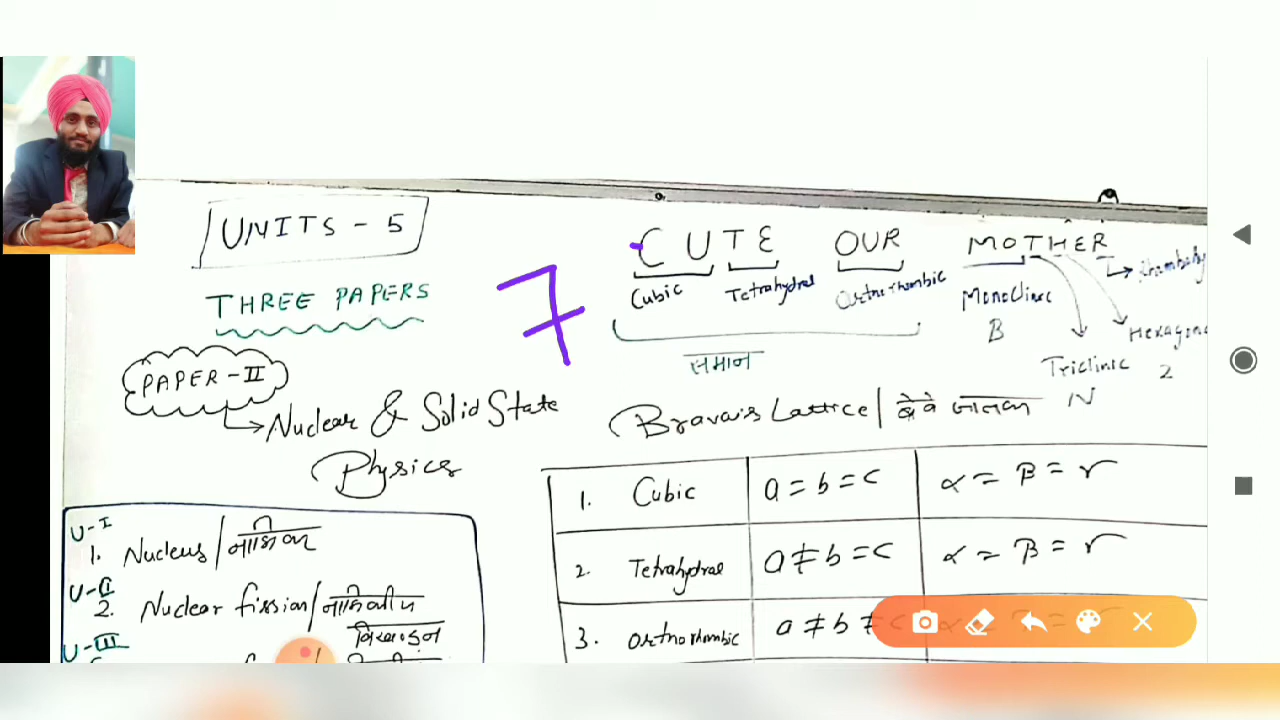 UNITS - 5
THREE PAPERS
PAPER - II
Nuclear & Solid State
Physics
U-I
1. Nucleus / नाभिक
U-II
2. Nuclear fission / नाभिकीय
विखण्डन
U-III
7
CUTE OUR MOTHER
Cubic Tetrahydral Orthorhombic Monoclinic
B
समान
Triclinic
N
2
Bravais Lattice /
1. Cubic a = b = c α = β = r
2. Tetrahydral a ≠ b = c α = β = r
3. Orthorhombic a ≠ b ≠ c